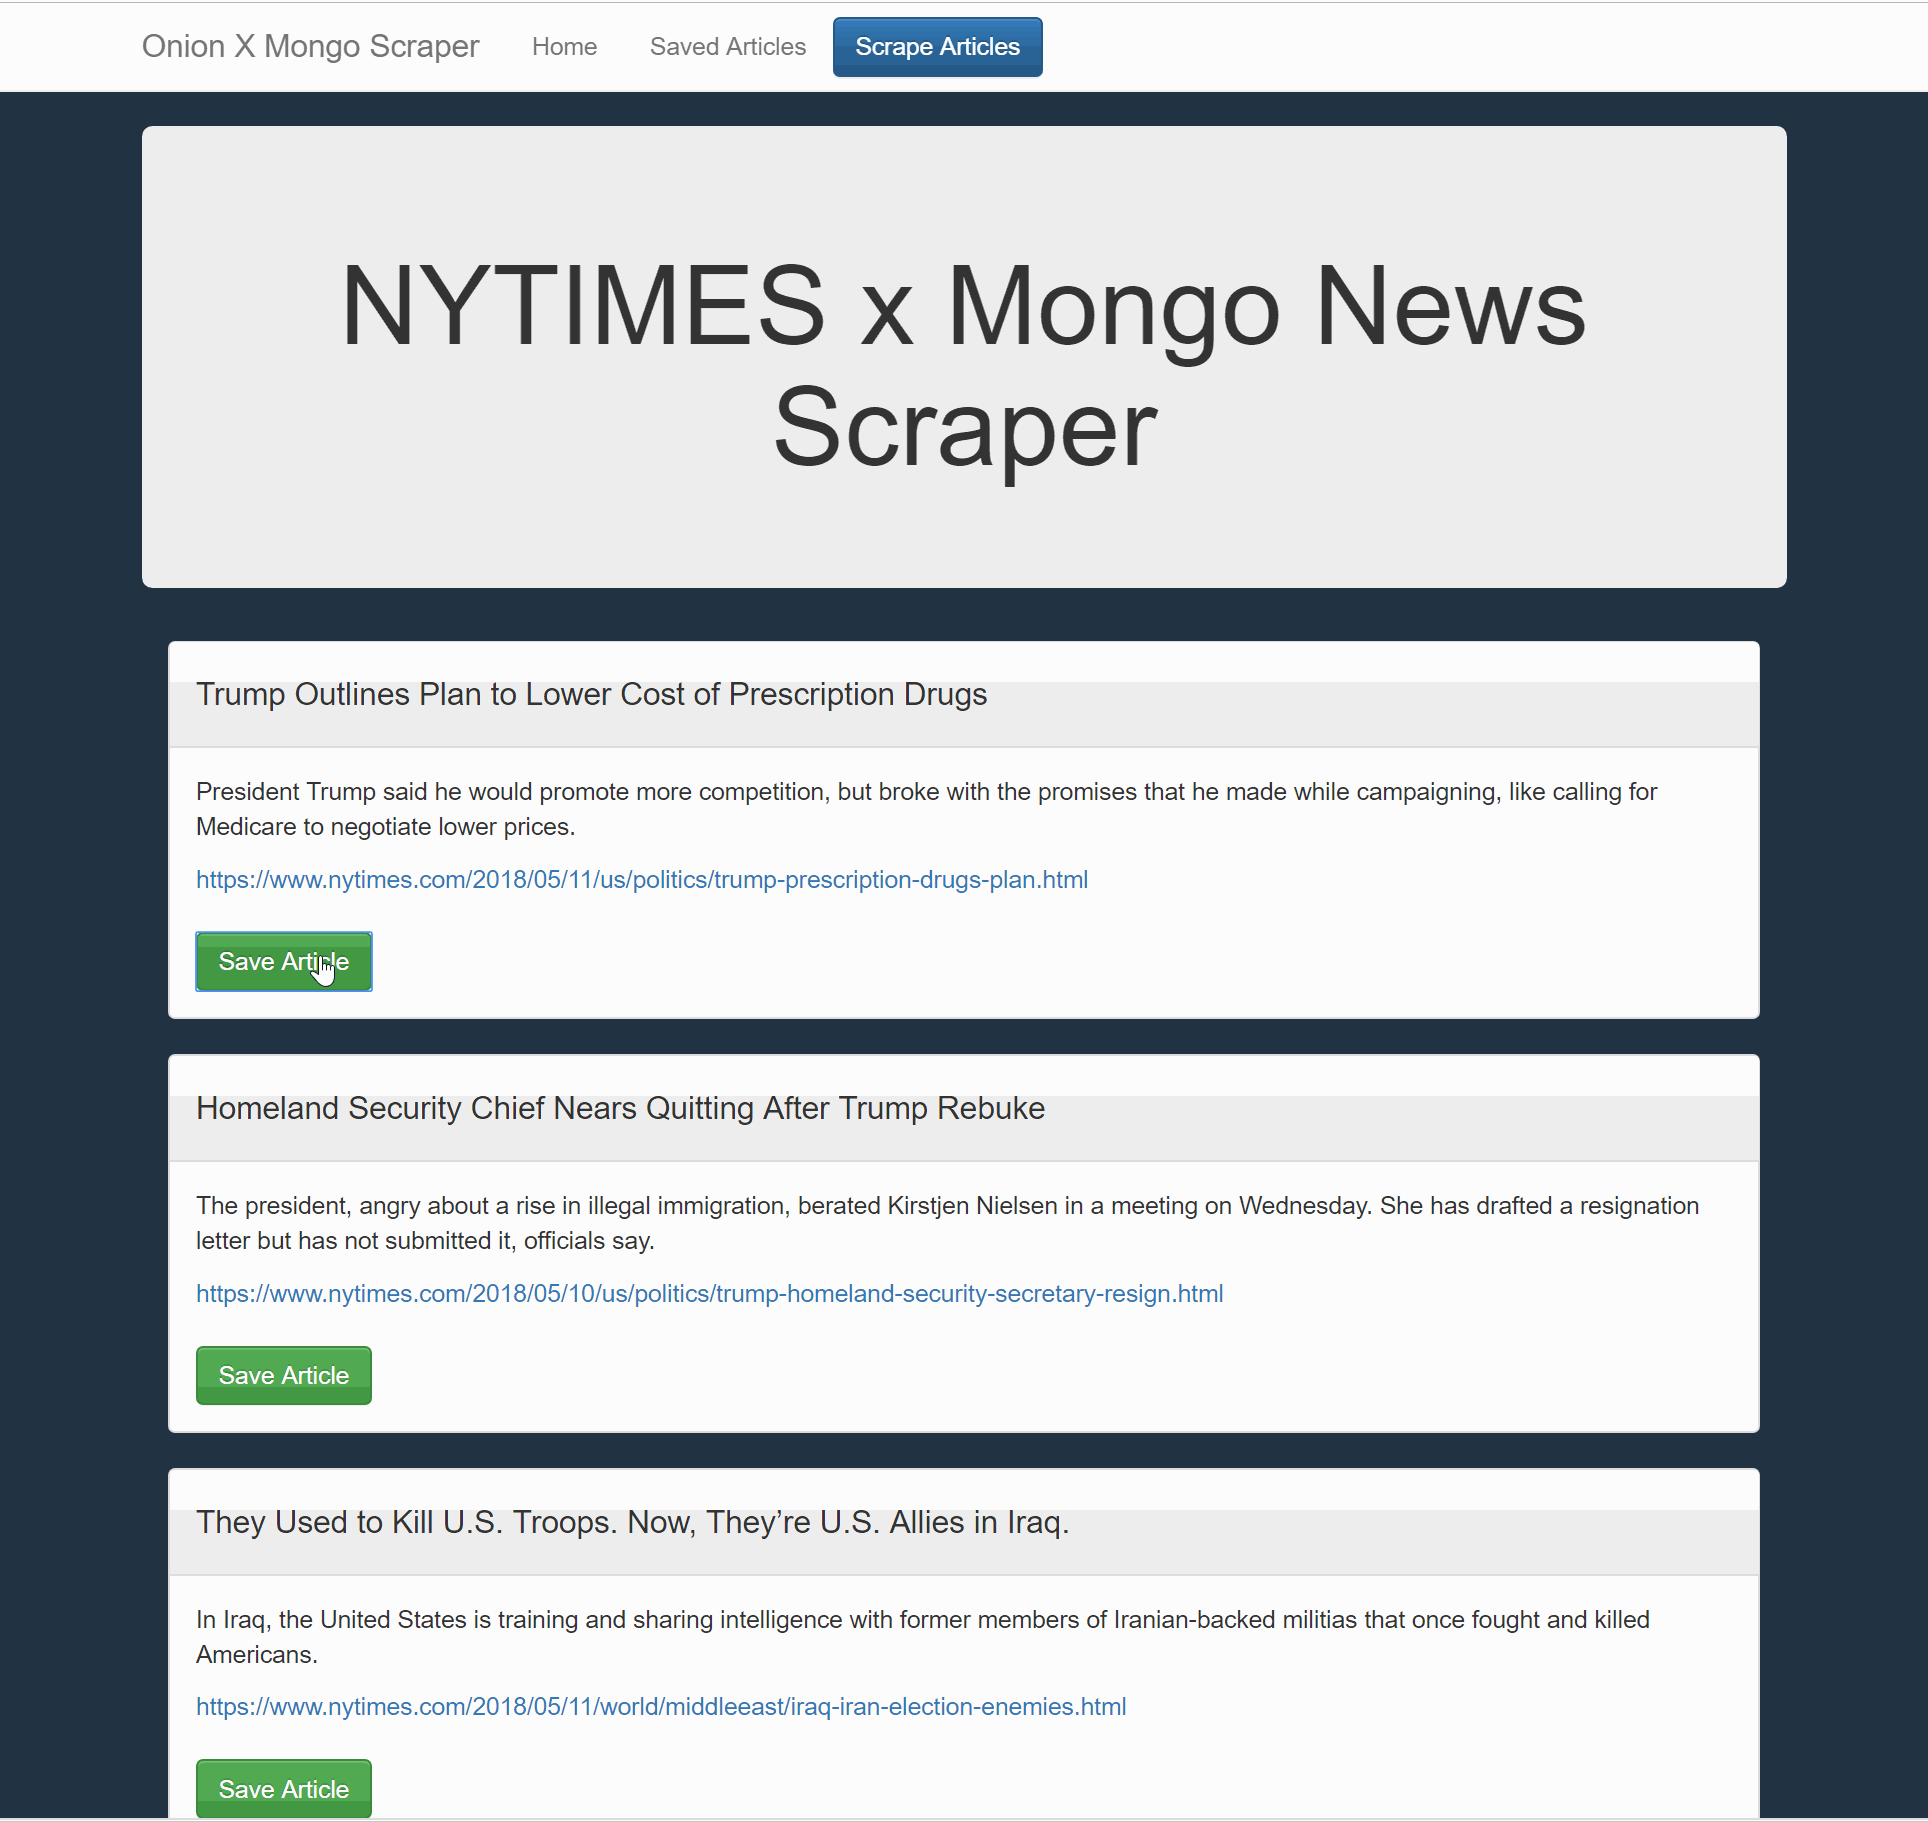 Onion X Mongo Scraper Home Saved Articles Scrape Articles
NYTIMES x Mongo News
Scraper
Trump Outlines Plan to Lower Cost of Prescription Drugs
President Trump said he would promote more competition, but broke with the promises that he made while campaigning, like calling for
Medicare to negotiate lower prices.
https://www.nytimes.com/2018/05/11/us/politics/trump-prescription-drugs-plan.html
Save Article
Homeland Security Chief Nears Quitting After Trump Rebuke
The president, angry about a rise in illegal immigration, berated Kirstjen Nielsen in a meeting on Wednesday. She has drafted a resignation
letter but has not submitted it, officials say.
https://www.nytimes.com/2018/05/10/us/politics/trump-homeland-security-secretary-resign.html
Save Article
They Used to Kill U.S. Troops. Now, They’re U.S. Allies in Iraq.
In Iraq, the United States is training and sharing intelligence with former members of Iranian-backed militias that once fought and killed
Americans.
https://www.nytimes.com/2018/05/11/world/middleeast/iraq-iran-election-enemies.html
Save Article